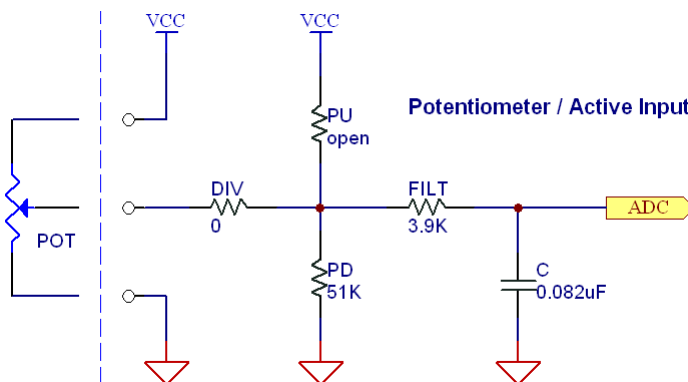 VCC
VCC
Potentiometer / Active Input
PU
open
DIV
0
FILT
3.9K
ADC
POT
PD
51K
C
0.082uF